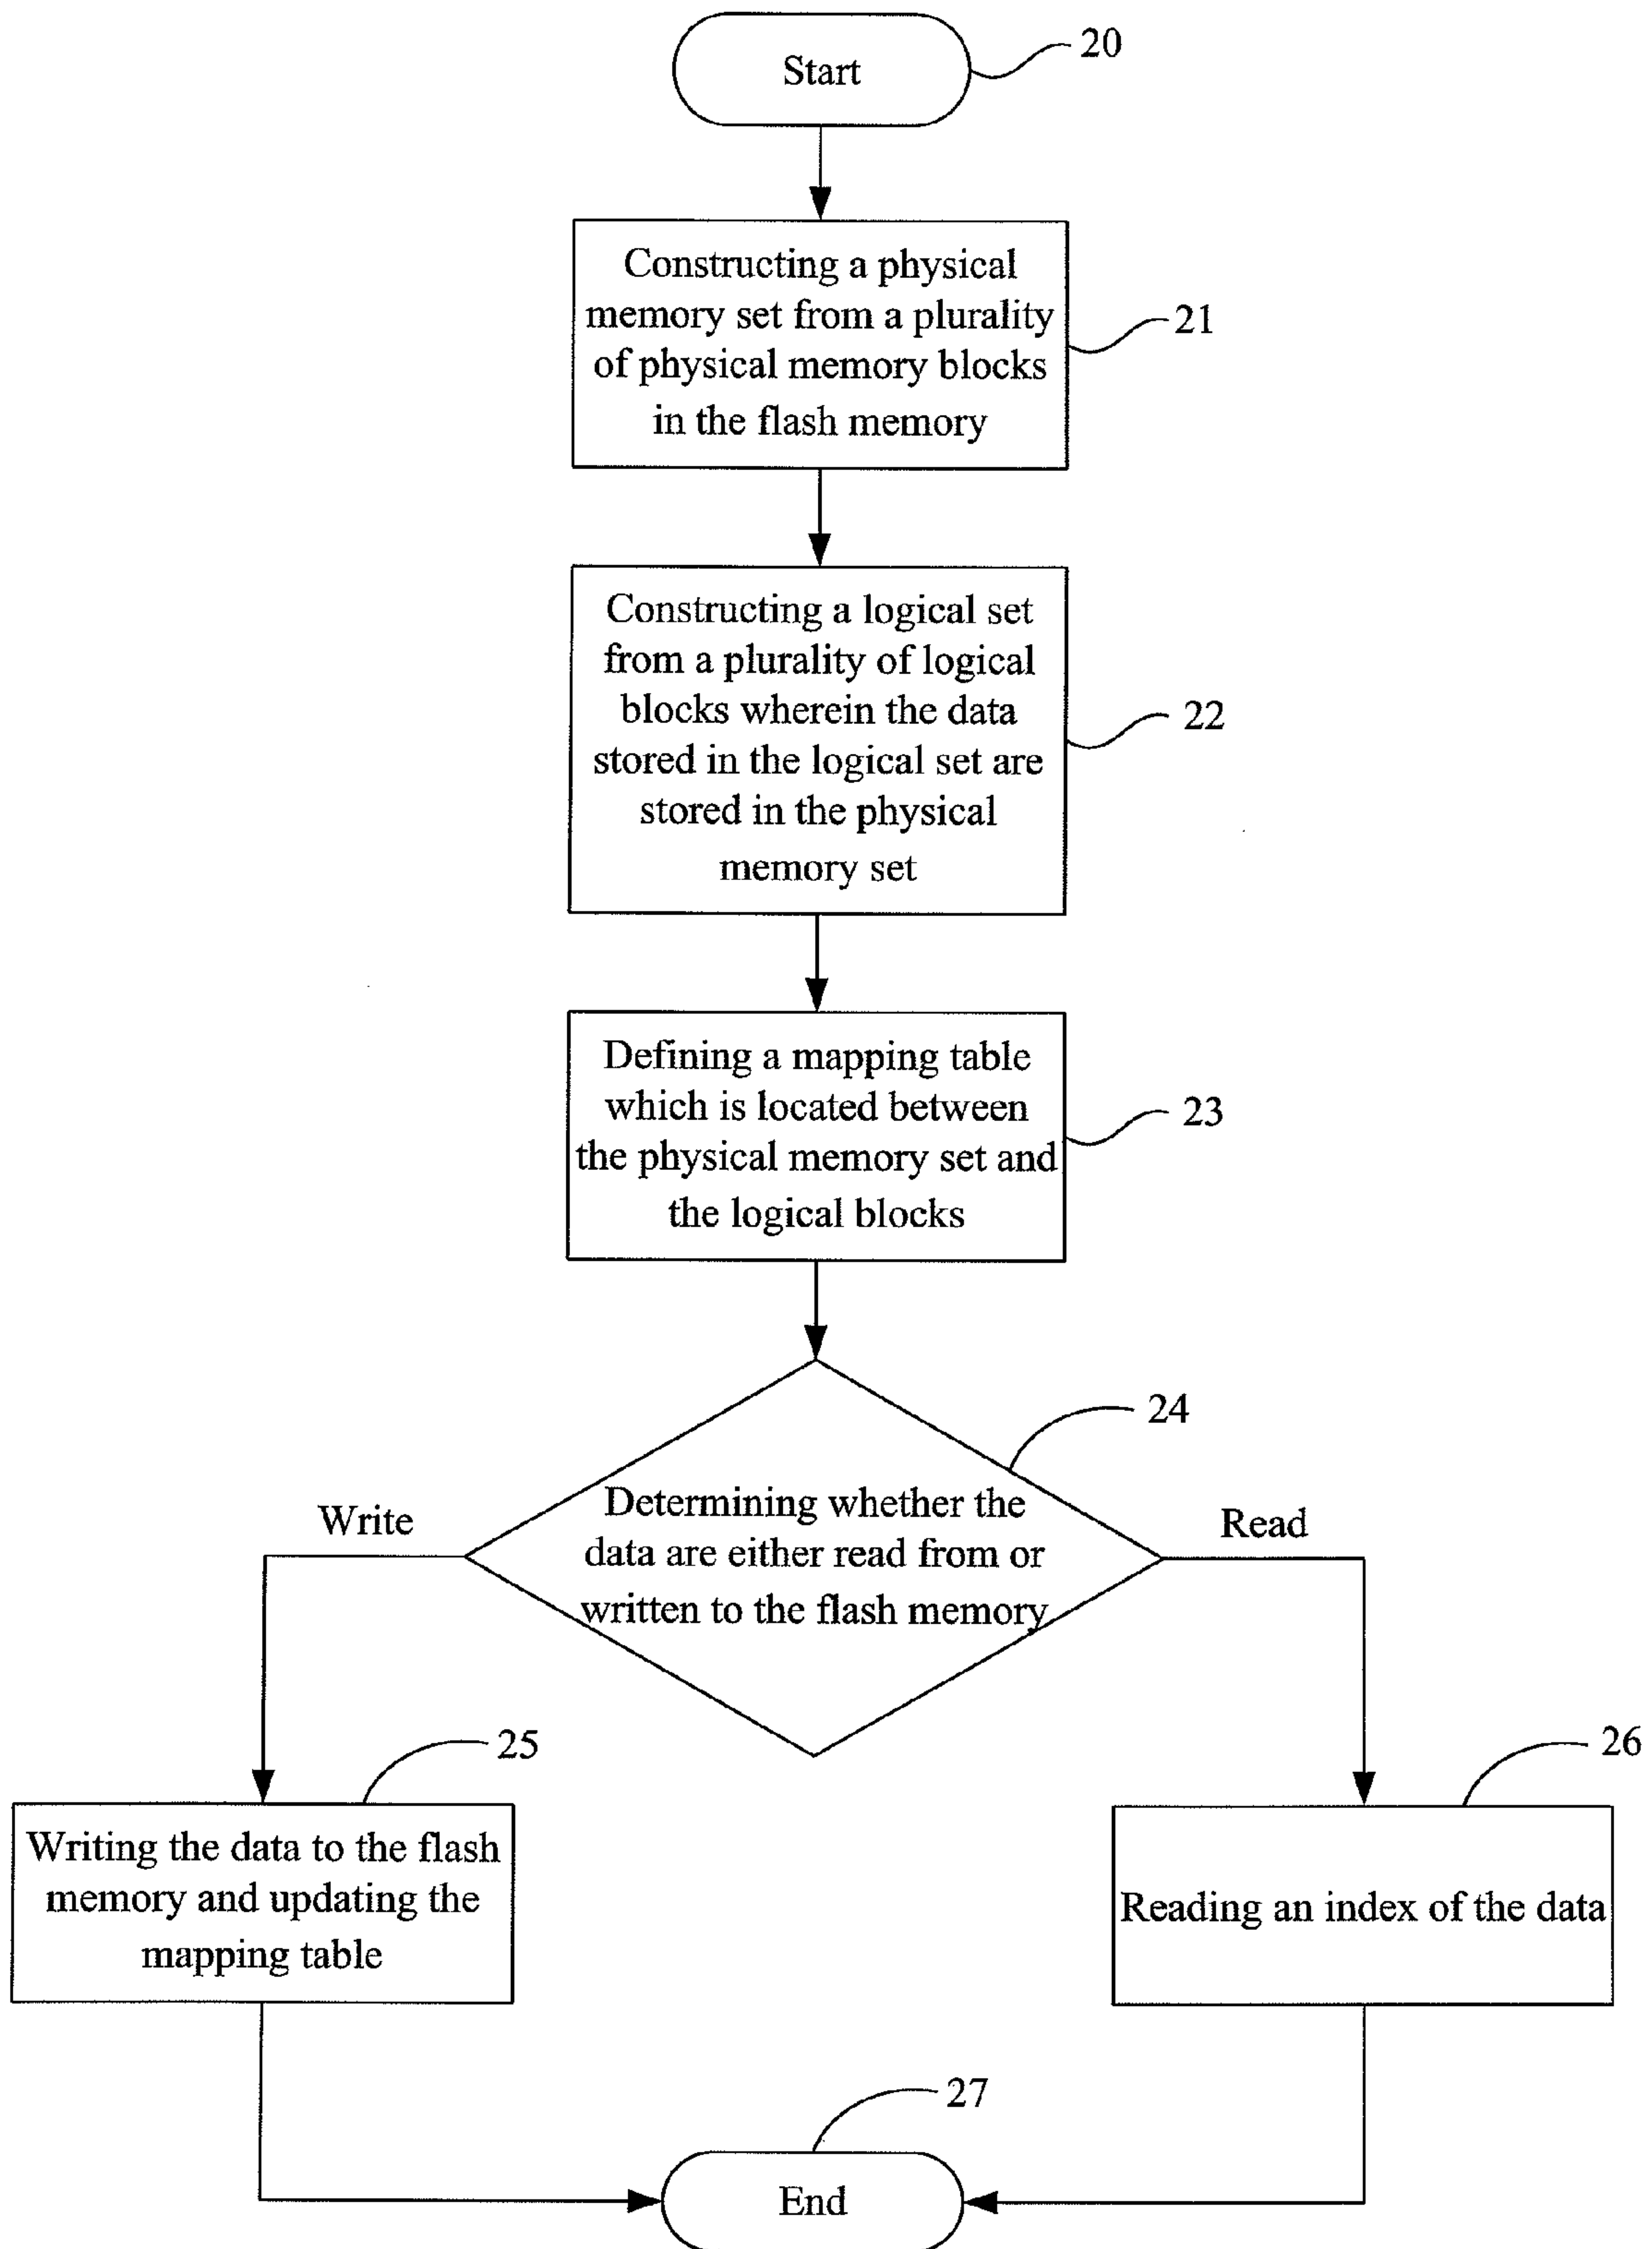 Start
20
Constructing a physical
memory set from a plurality
of physical memory blocks
in the flash memory
21
Constructing a logical set
from a plurality of logical
blocks wherein the data
stored in the logical set are
stored in the physical
memory set
22
Defining a mapping table
which is located between
the physical memory set and
the logical blocks
23
24
Write
Determining whether the
data are either read from or
written to the flash memory
Read
25
Writing the data to the flash
memory and updating the
mapping table
26
Reading an index of the data
27
End